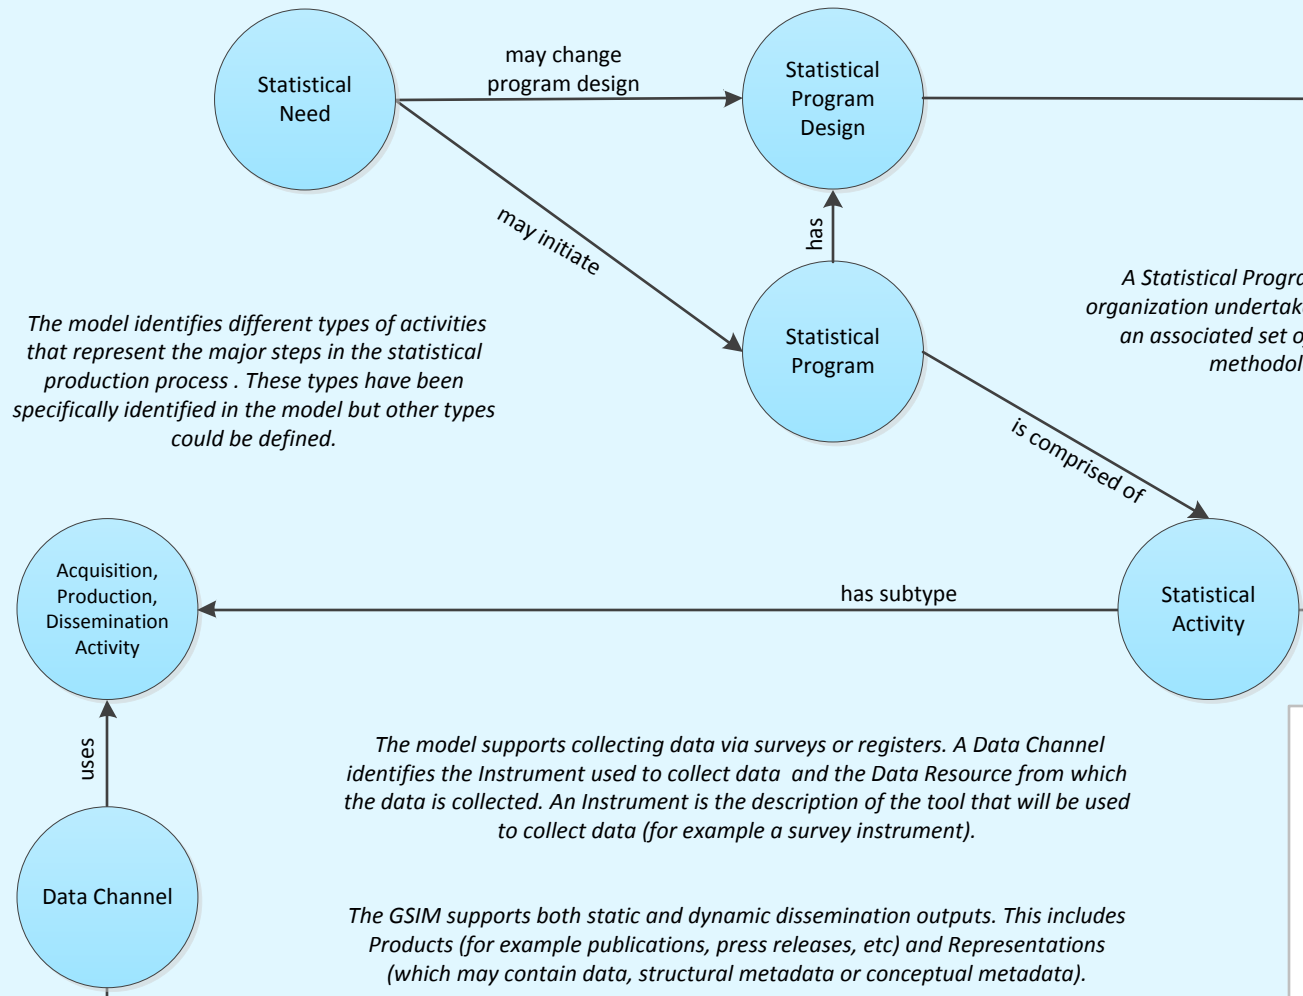 may change
program design
Statistical
Need
Statistical
Program
Design
may initiate
has
A Statistical Progra
organization undertak
an associated set o
methodol
The model identifies different types of activities
that represent the major steps in the statistical
production process . These types have been
specifically identified in the model but other types
could be defined.
Statistical
Program
is comprised of
Acquisition,
Production,
Dissemination
Activity
has subtype
Statistical
Activity
uses
The model supports collecting data via surveys or registers. A Data Channel
identifies the Instrument used to collect data  and the Data Resource from which
the data is collected. An Instrument is the description of the tool that will be used
to collect data (for example a survey instrument).
Data Channel
The GSIM supports both static and dynamic dissemination outputs. This includes
Products (for example publications, press releases, etc) and Representations
(which may contain data, structural metadata or conceptual metadata).